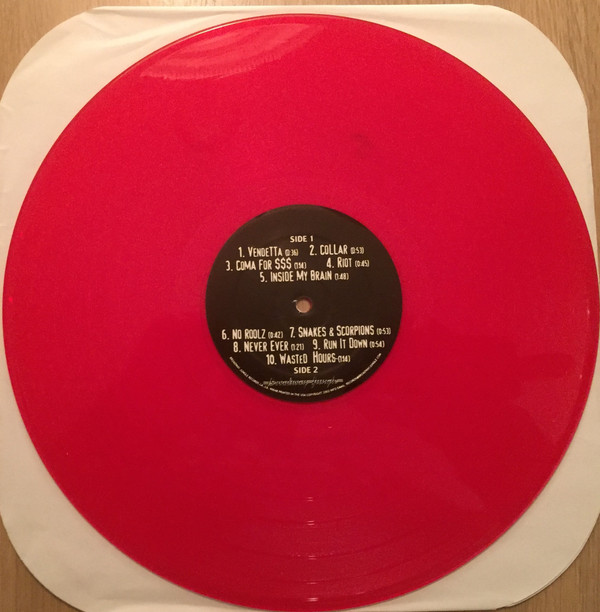 SIDE 1
1. VENDETTA (0:36) 2. COLLAR (0:53)
3. COMA FOR $$$ (1:14) 4. RIOT (0:45)
5. INSIDE MY BRAIN (1:48)
6. NO ROOLZ (0:42) 7. SNAKES & SCORPIONS (0:53)
8. NEVER EVER (1:21) 9. RUN IT DOWN (0:54)
10. WASTED HOURS (1:14)
SIDE 2